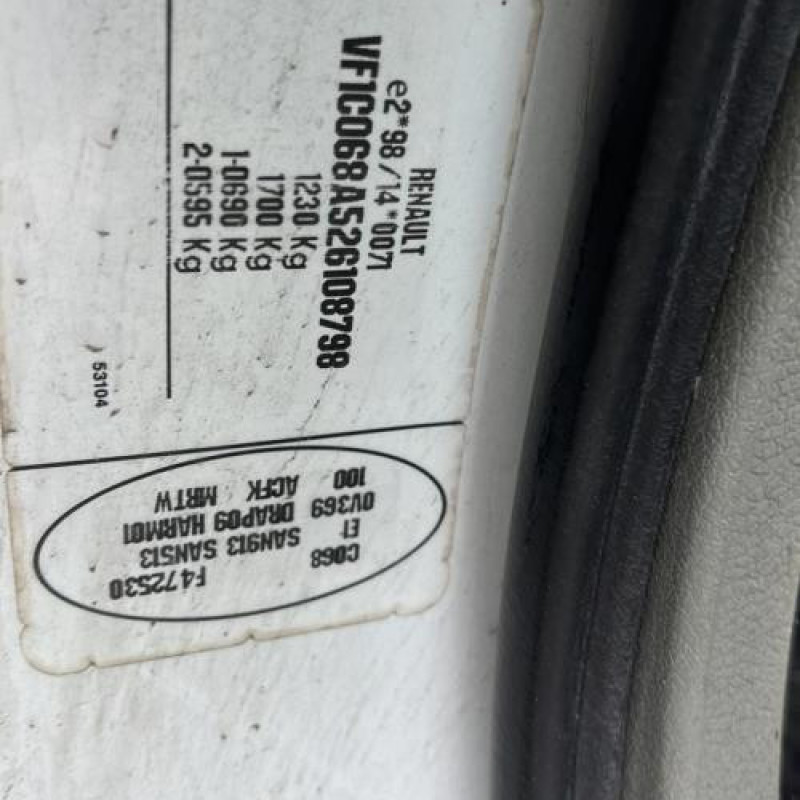 RENAULT
e2*98/14*0071
VF1C068A526108798
1230 Kg
1700 Kg
1-0690 Kg
2-0595 Kg
53104
C068 F472530
E1 SAN913 SAN513
0V369 DRAP09 HARM01
100 ACFK MRTW